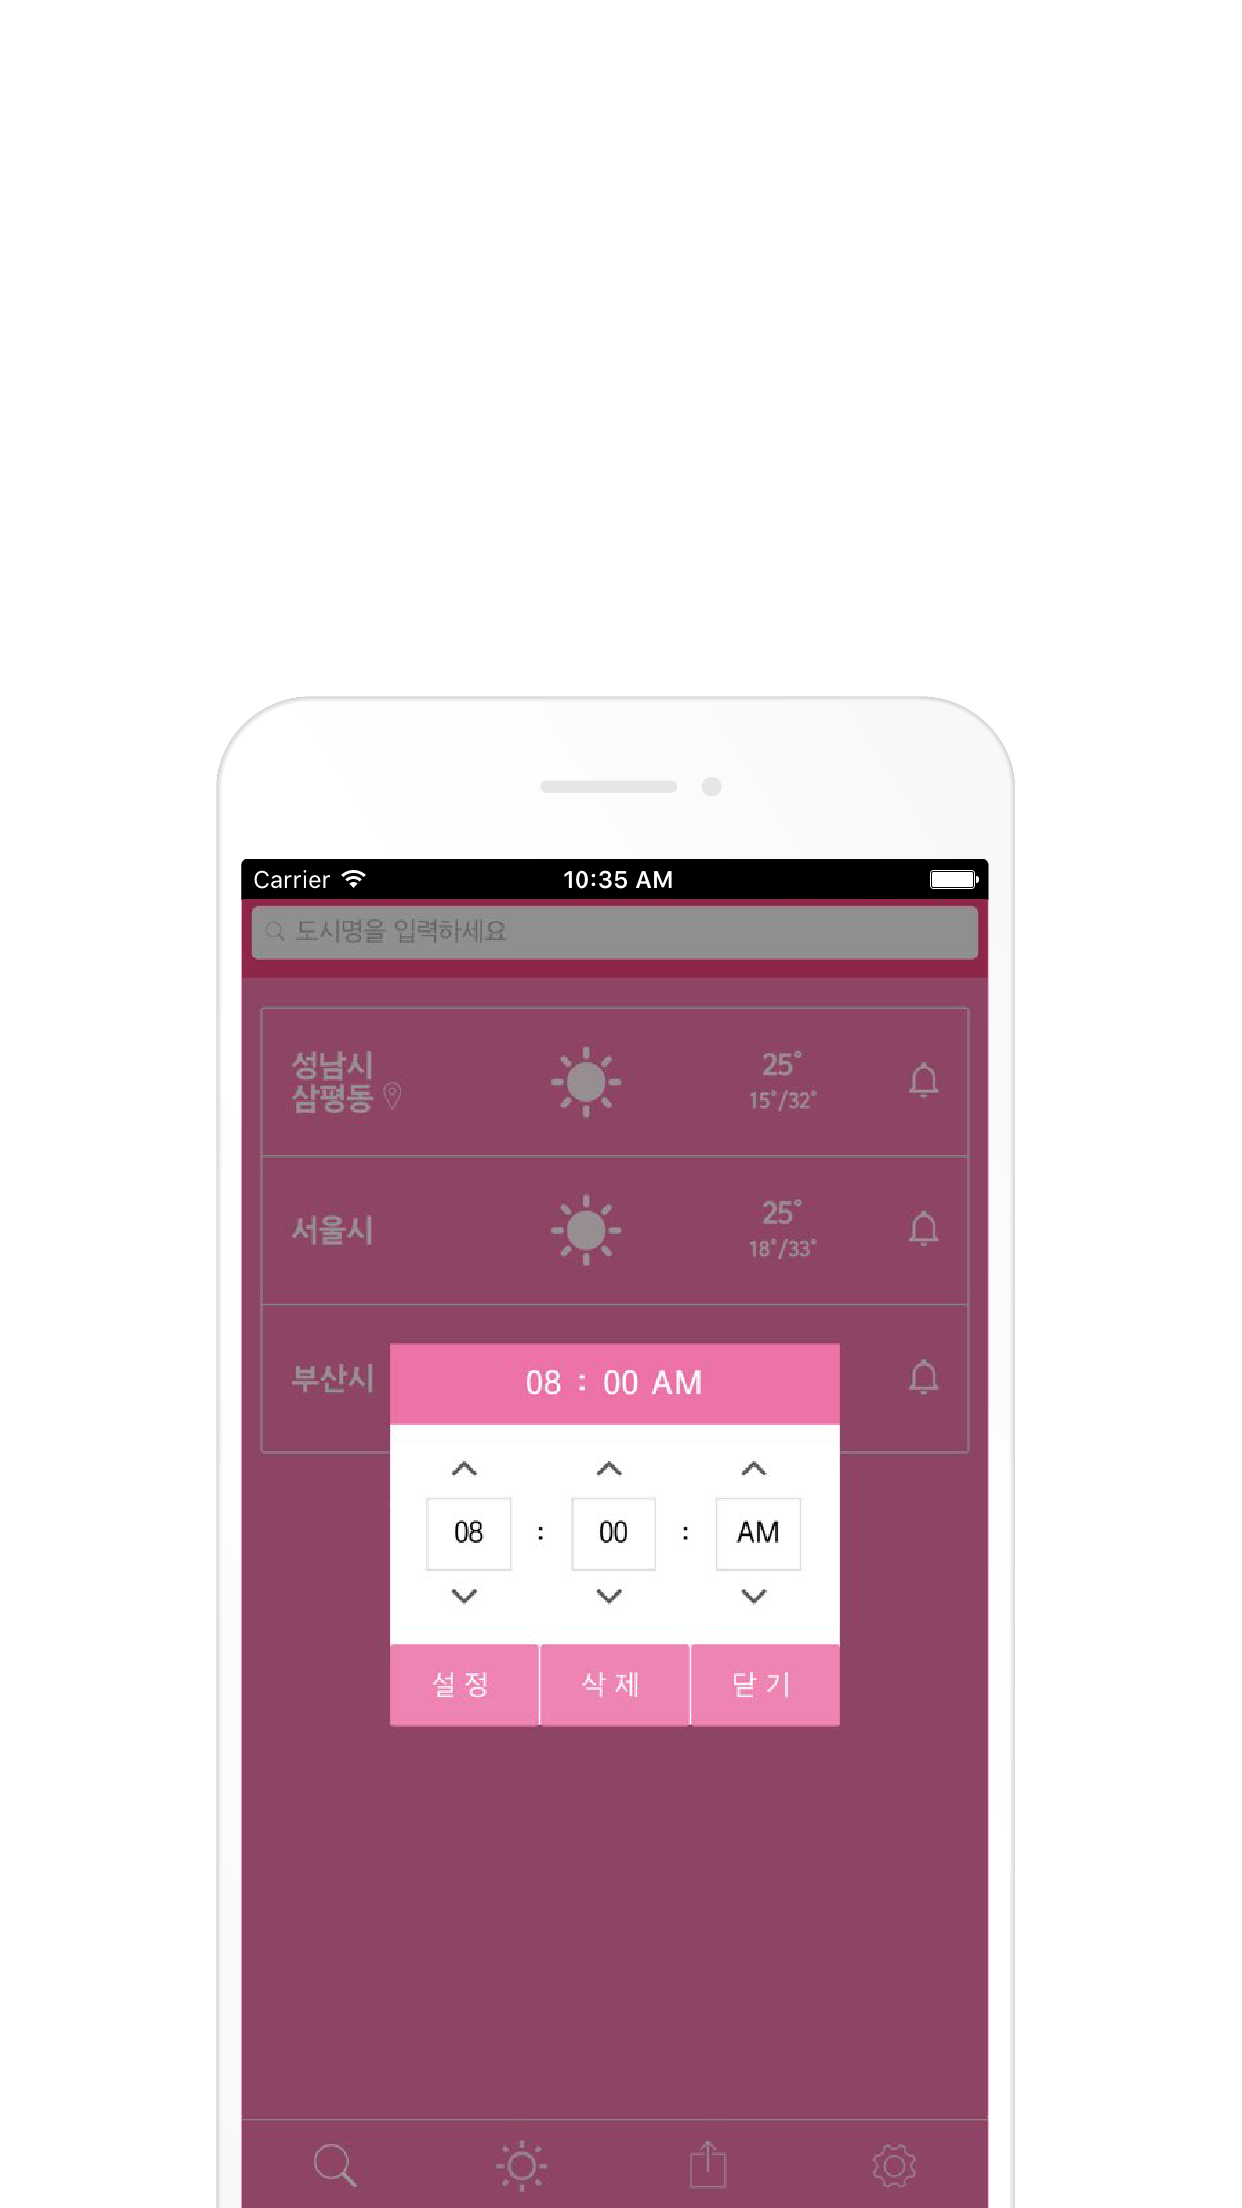 Carrier 10:35 AM
도시명을 입력하세요
성남시
삼평동
25°
15°/32°
서울시
25°
18°/33°
부산시
08 : 00 AM
08 : 00 : AM
설정 삭제 닫기